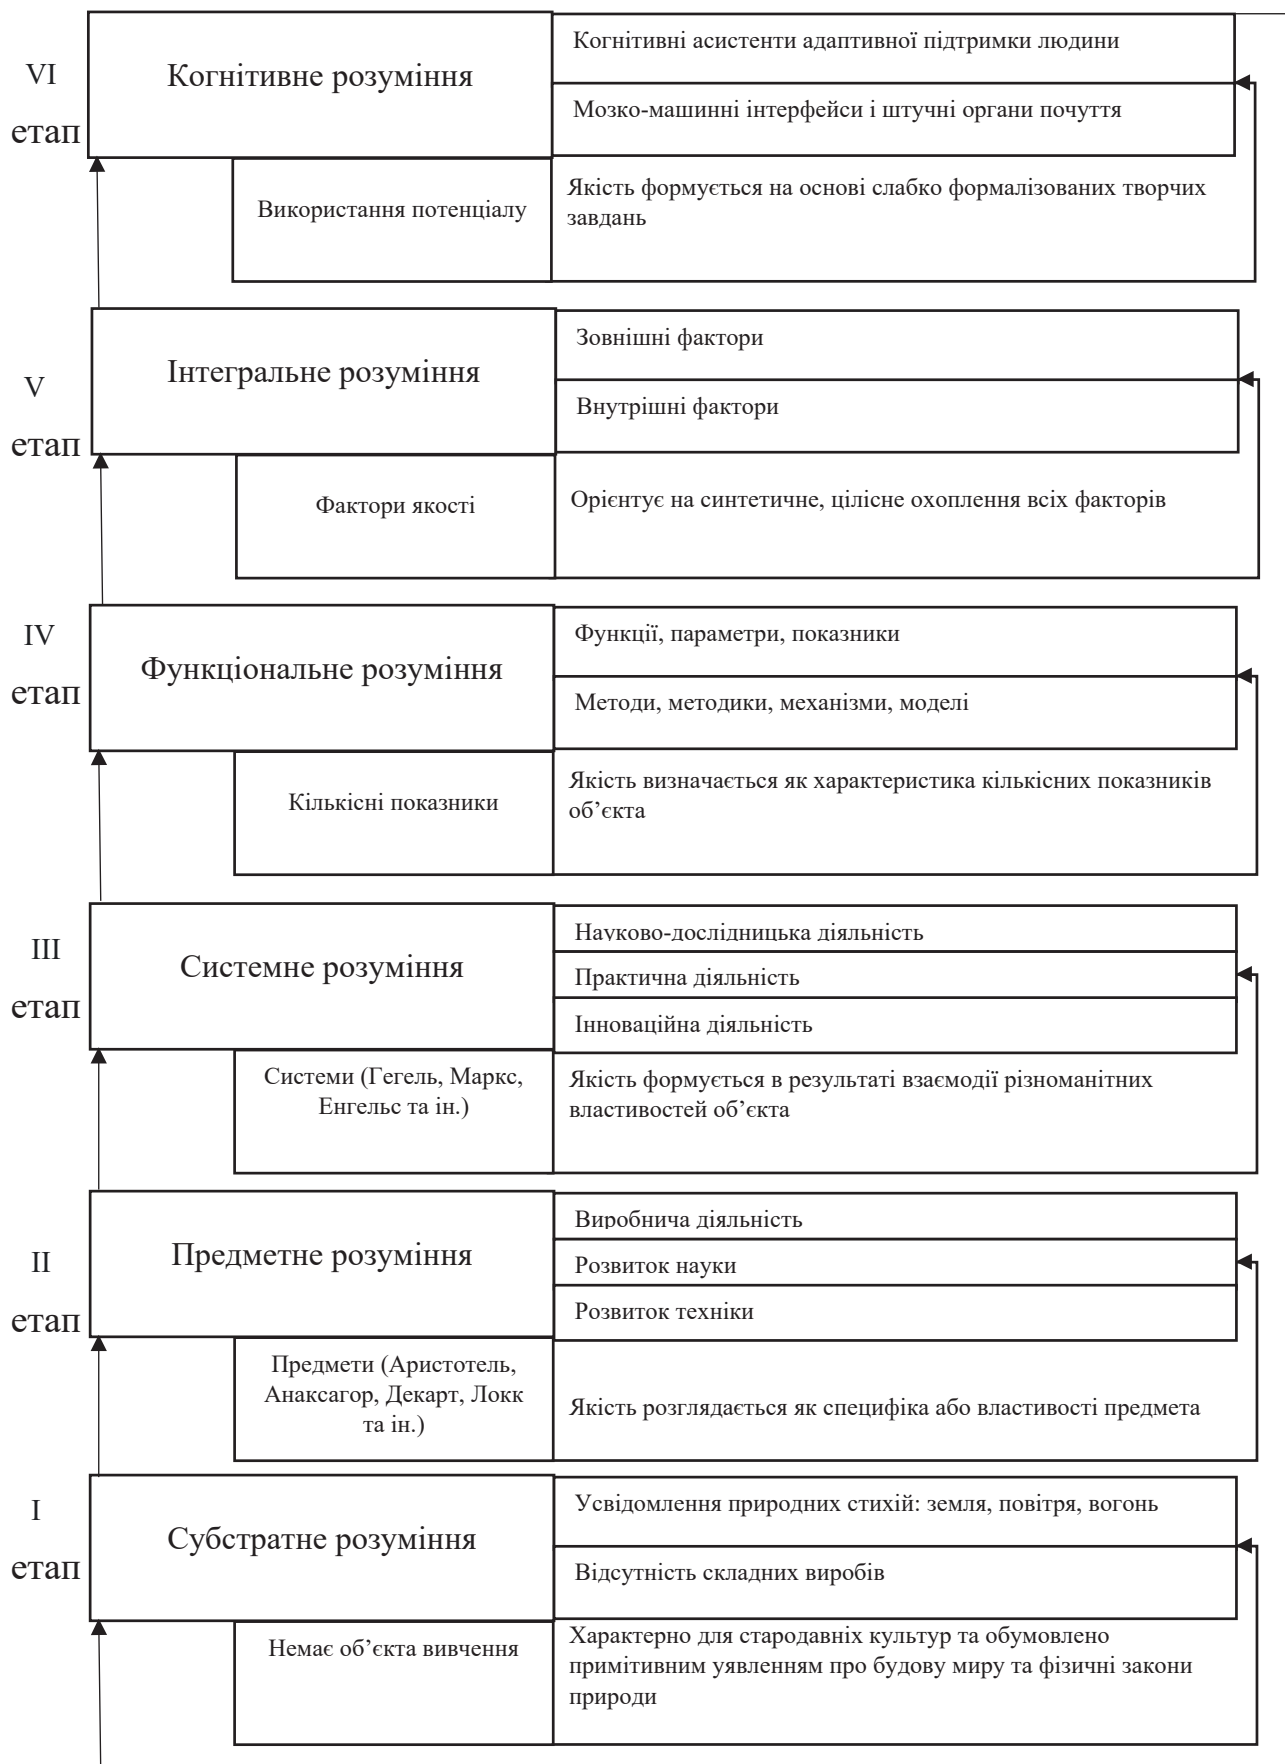 VI
етап
Когнітивне розуміння
Когнітивні асистенти адаптивної підтримки людини
Мозко-машинні інтерфейси і штучні органи почуття
Використання потенціалу
Якість формується на основі слабко формалізованих творчих
завдань
V
етап
Інтегральне розуміння
Зовнішні фактори
Внутрішні фактори
Фактори якості
Орієнтує на синтетичне, цілісне охоплення всіх факторів
IV
етап
Функціональне розуміння
Функції, параметри, показники
Методи, методики, механізми, моделі
Кількісні показники
Якість визначається як характеристика кількісних показників
об’єкта
III
етап
Системне розуміння
Науково-дослідницька діяльність
Практична діяльність
Інноваційна діяльність
Системи (Гегель, Маркс,
Енгельс та ін.)
Якість формується в результаті взаємодії різноманітних
властивостей об’єкта
II
етап
Предметне розуміння
Виробнича діяльність
Розвиток науки
Розвиток техніки
Предмети (Аристотель,
Анаксагор, Декарт, Локк
та ін.)
Якість розглядається як специфіка або властивості предмета
I
етап
Субстратне розуміння
Усвідомлення природних стихій: земля, повітря, вогонь
Відсутність складних виробів
Немає об’єкта вивчення
Характерно для стародавніх культур та обумовлено
примітивним уявленням про будову миру та фізичні закони
природи